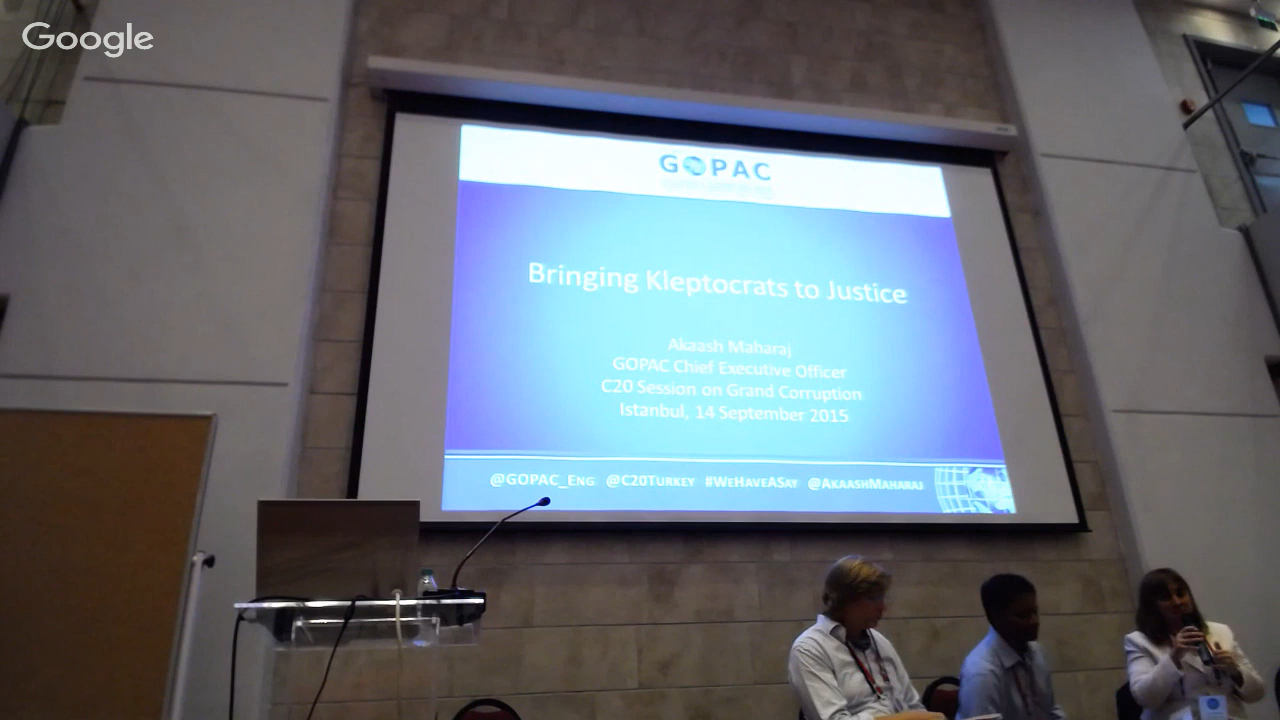 Google
GOPAC
Bringing Kleptocrats to Justice
Akaash Maharaj
GOPAC Chief Executive Officer
C20 Session on Grand Corruption
Istanbul, 14 September 2015
@GOPAC_ENG @C20TURKEY #WEHAVEASAY @AKAASHMAHARAJ